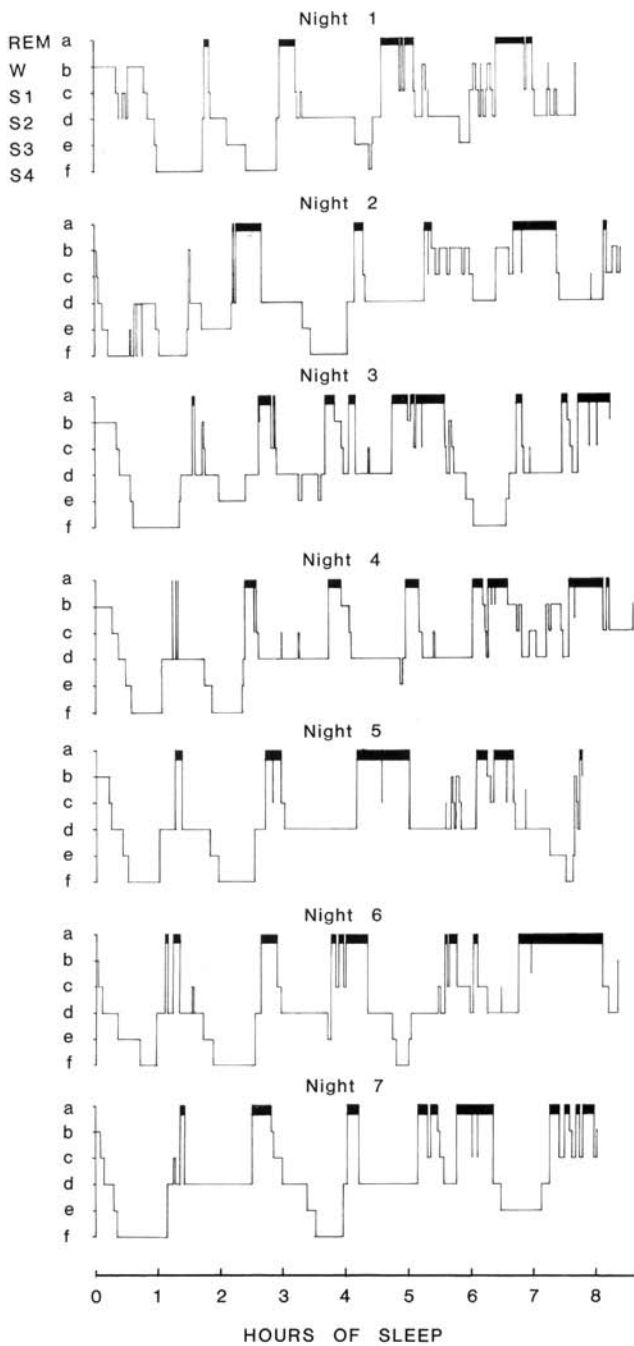 Night 1
REM a
W b
S1 c
S2 d
S3 e
S4 f
Night 2
a
b
c
d
e
f
Night 3
a
b
c
d
e
f
Night 4
a
b
c
d
e
f
Night 5
a
b
c
d
e
f
Night 6
a
b
c
d
e
f
Night 7
a
b
c
d
e
f
0 1 2 3 4 5 6 7 8
HOURS OF SLEEP